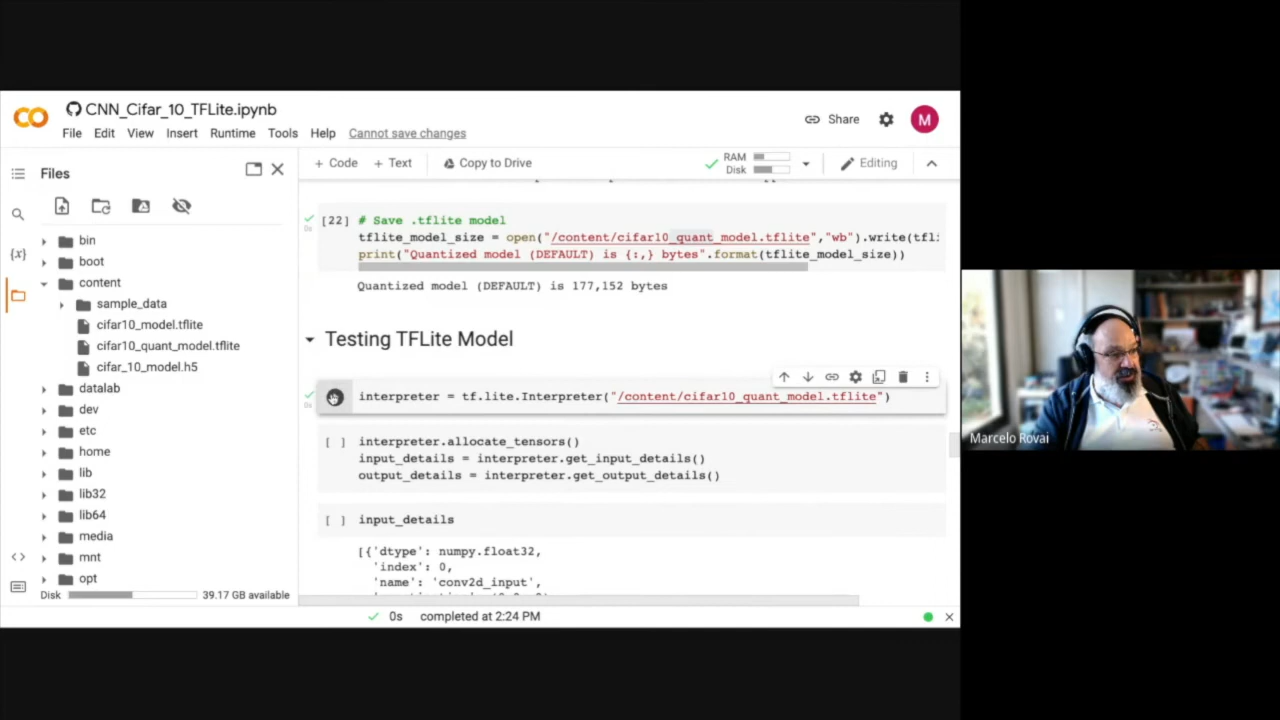 CNN_Cifar_10_TFLite.ipynb
File Edit View Insert Runtime Tools Help Cannot save changes
Share
M
Files
+ Code + Text Copy to Drive
RAM
Disk
Editing
bin
boot
content
sample_data
cifar10_model.tflite
cifar10_quant_model.tflite
cifar_10_model.h5
datalab
dev
etc
home
lib
lib32
lib64
media
mnt
opt
Disk 39.17 GB available
{x}
<>
[22] # Save .tflite model
0s
tflite_model_size = open("/content/cifar10_quant_model.tflite","wb").write(tfl
print("Quantized model (DEFAULT) is {:,} bytes".format(tflite_model_size))
Quantized model (DEFAULT) is 177,152 bytes
Testing TFLite Model
interpreter = tf.lite.Interpreter("/content/cifar10_quant_model.tflite")
0s
[ ] interpreter.allocate_tensors()
input_details = interpreter.get_input_details()
output_details = interpreter.get_output_details()
[ ] input_details
[{'dtype': numpy.float32,
'index': 0,
'name': 'conv2d_input',
0s completed at 2:24 PM
Marcelo Rovai